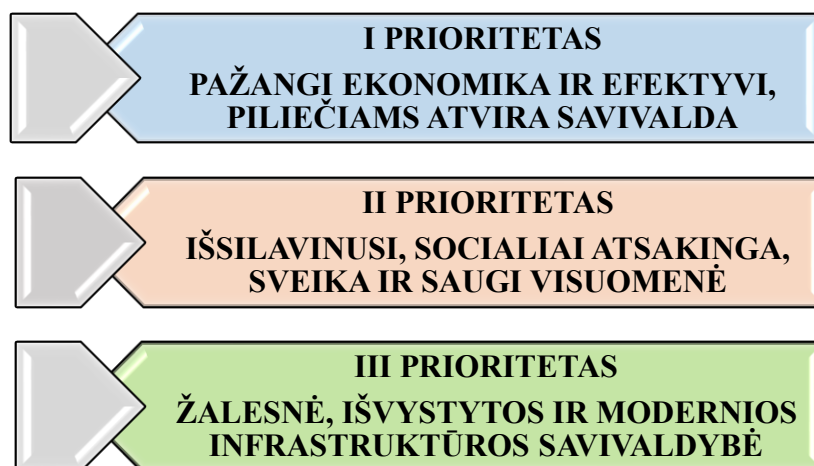 I PRIORITETAS
PAŽANGI EKONOMIKA IR EFEKTYVI,
PILIEČIAMS ATVIRA SAVIVALDA
II PRIORITETAS
IŠSILAVINUSI, SOCIALIAI ATSAKINGA,
SVEIKA IR SAUGI VISUOMENĖ
III PRIORITETAS
ŽALESNĖ, IŠVYSTYTOS IR MODERNIOS
INFRASTRUKTŪROS SAVIVALDYBĖ